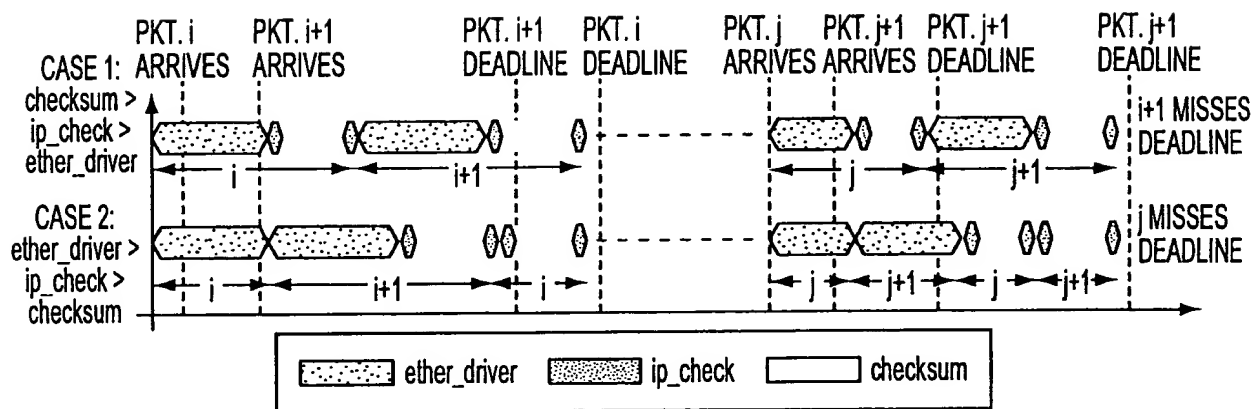 PKT. i
ARRIVES
PKT. i+1
ARRIVES
PKT. i+1
DEADLINE
PKT. i
DEADLINE
PKT. j
ARRIVES
PKT. j+1
ARRIVES
PKT. j+1
DEADLINE
PKT. j+1
DEADLINE
CASE 1:
checksum >
ip_check >
ether_driver
i
i+1
j
j+1
i+1 MISSES
DEADLINE
CASE 2:
ether_driver>
ip_check >
checksum
i
i+1
i
j
j+1
j
j+1
j MISSES
DEADLINE
ether_driver
ip_check
checksum